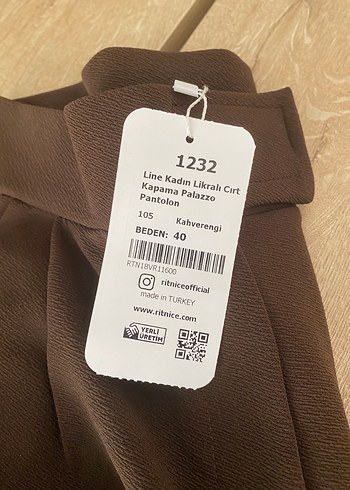 1232
Line Kadın Likralı Cırt
Kapama Palazzo
Pantolon
105 Kahverengi
BEDEN: 40
RTN18VR11600
ritniceofficial
made in TURKEY
www.ritnice.com
YERLİ
ÜRETİM